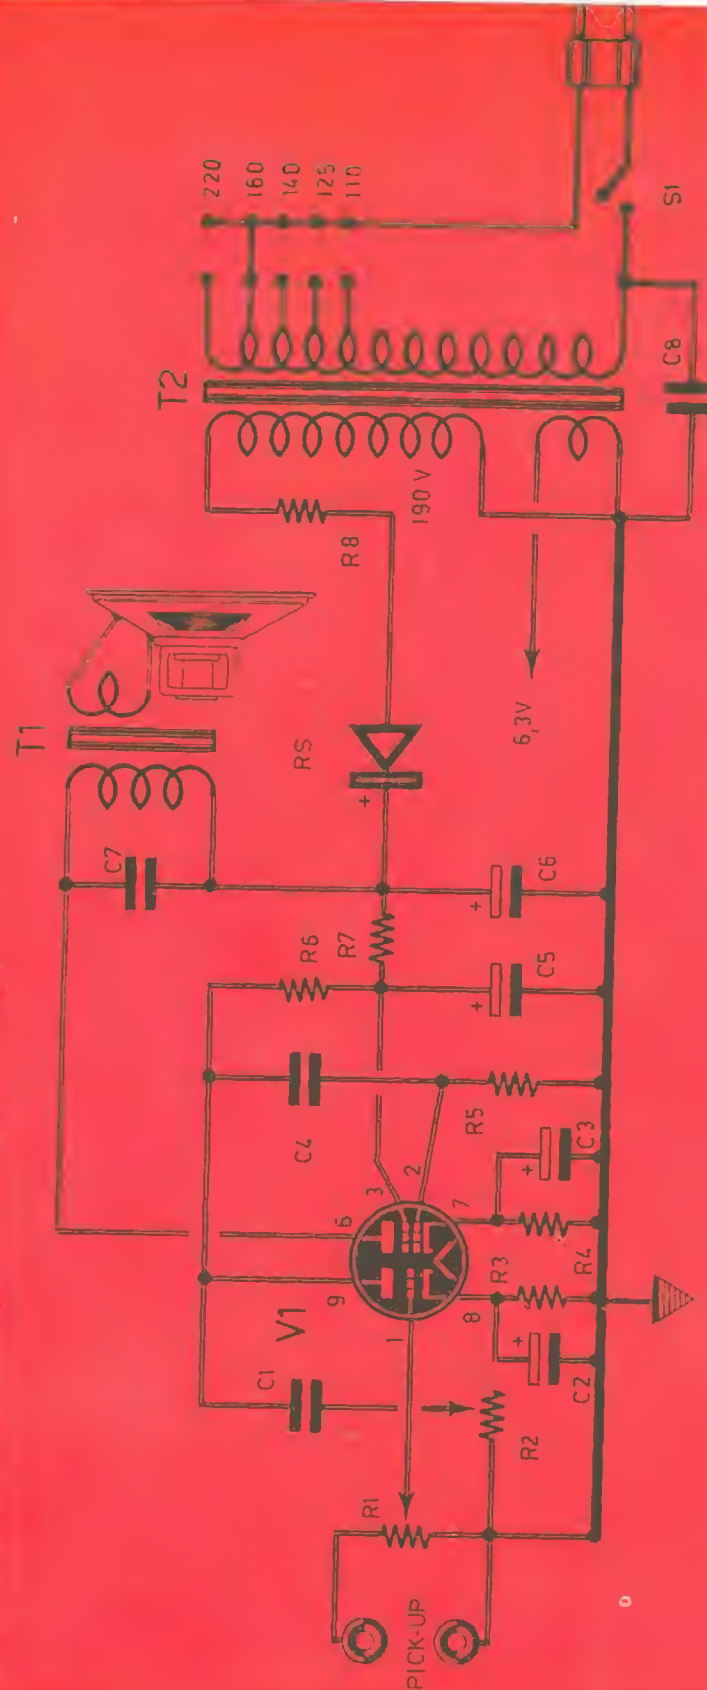 PICK-UP
R1
R2
C1
V1
9
6
1
3
2
8
7
C2
R3
R4
C3
C4
R5
R6
R7
C5
C6
C7
T1
RS
+
+
+
+
+
R8
6,3V
190 V
T2
220
160
140
125
110
C8
S1